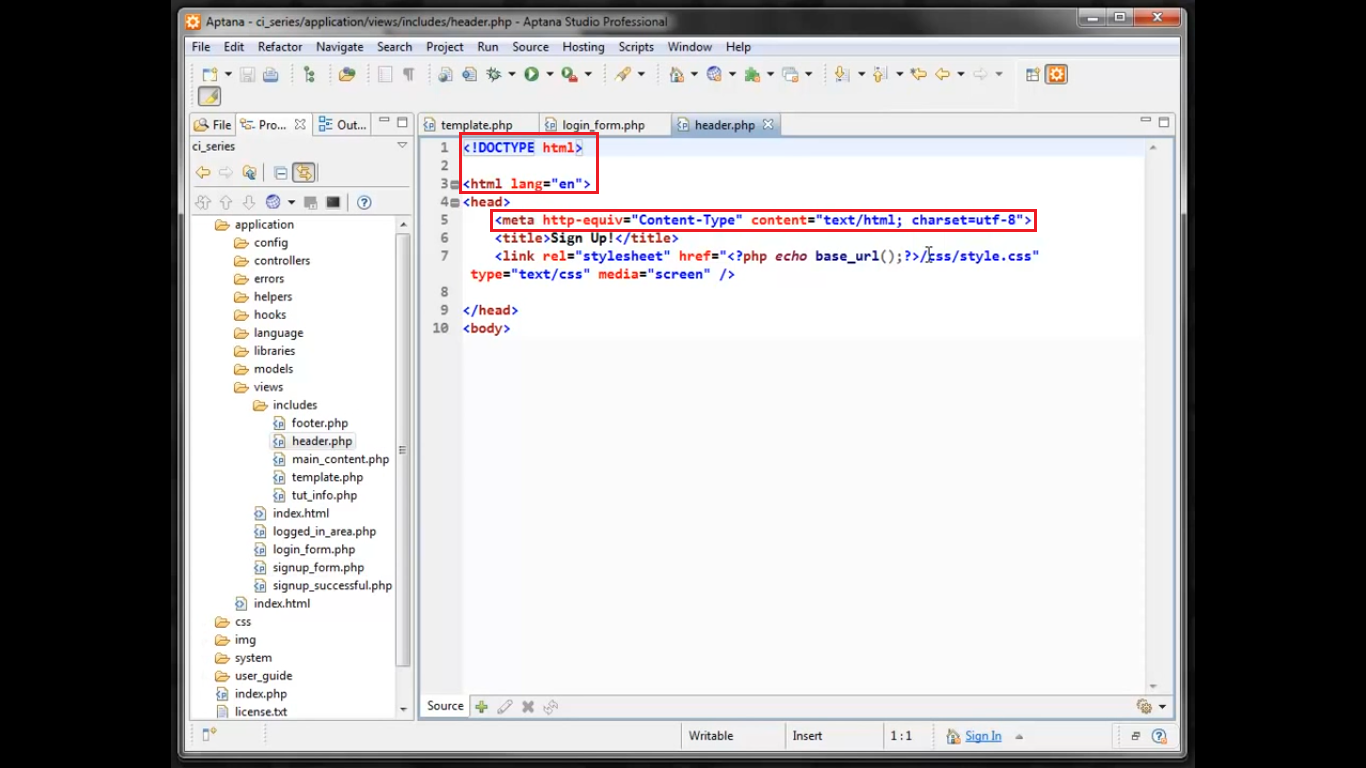 Aptana - ci_series/application/views/includes/header.php - Aptana Studio Professional
File Edit Refactor Navigate Search Project Run Source Hosting Scripts Window Help
File Pro... Out...
ci_series
application
config
controllers
errors
helpers
hooks
language
libraries
models
views
includes
footer.php
header.php
main_content.php
template.php
tut_info.php
index.html
logged_in_area.php
login_form.php
signup_form.php
signup_successful.php
index.html
css
img
system
user_guide
index.php
license.txt
template.php login_form.php header.php
1 <!DOCTYPE html>
2
3 <html lang="en">
4 <head>
5 <meta http-equiv="Content-Type" content="text/html; charset=utf-8">
6 <title>Sign Up!</title>
7 <link rel="stylesheet" href="<?php echo base_url();?>/css/style.css"
type="text/css" media="screen" />
8
9 </head>
10 <body>
Source
Writable Insert 1 : 1 Sign In